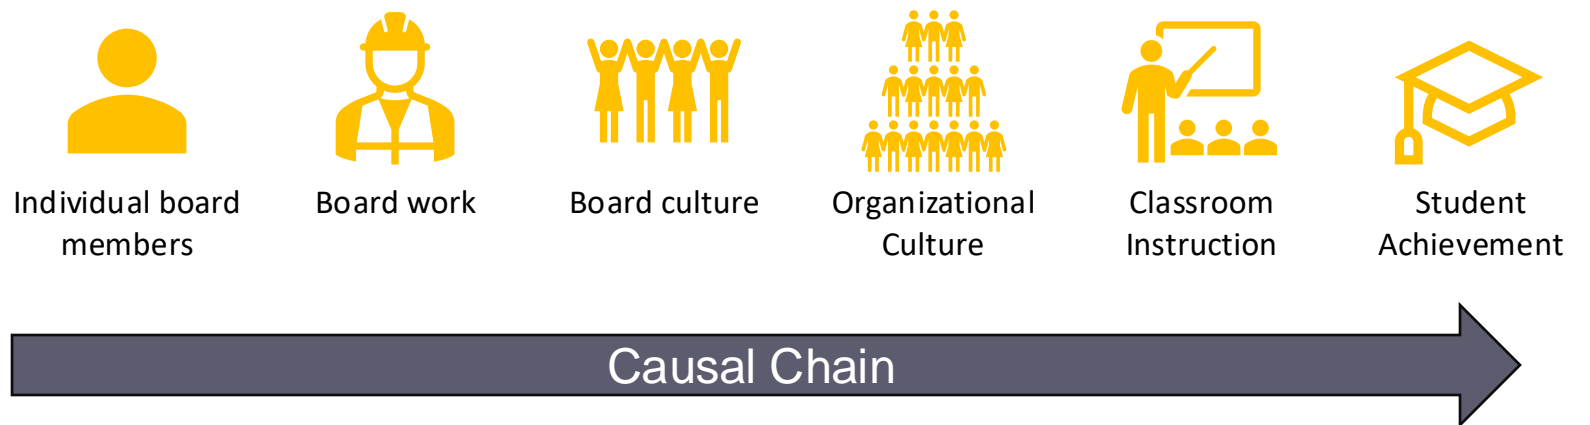 Individual board
members
Board work
Board culture
Organizational
Culture
Classroom
Instruction
Student
Achievement
Causal Chain